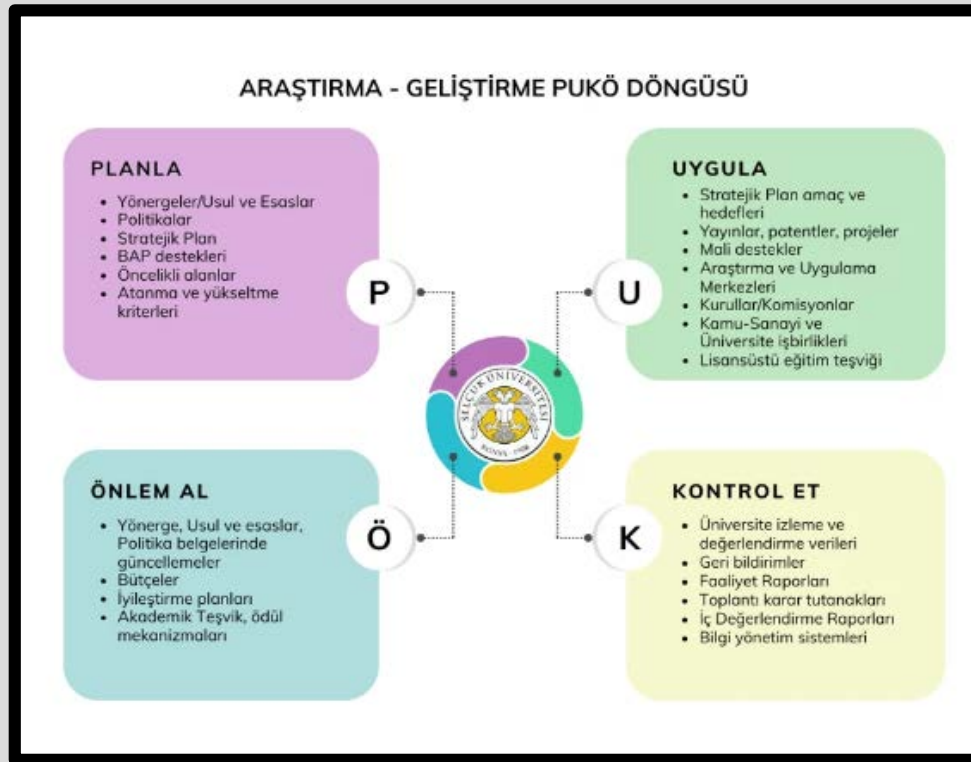 ARAŞTIRMA - GELİŞTİRME PUKÖ DÖNGÜSÜ
PLANLA
• Yönergeler/Usul ve Esaslar
• Politikalar
• Stratejik Plan
• BAP destekleri
• Öncelikli alanlar
• Atanma ve yükseltme
kriterleri
P
UYGULA
• Stratejik Plan amaç ve
hedefleri
• Yayınlar, patentler, projeler
• Mali destekler
• Araştırma ve Uygulama
Merkezleri
• Kurullar/Komisyonlar
• Kamu-Sanayi ve
Üniversite işbirlikleri
• Lisansüstü eğitim teşviği
U
SELÇUK ÜNİVERSİTESİ
KONYA
ÖNLEM AL
• Yönerge, Usul ve esaslar,
Politika belgelerinde
güncellemeler
• Bütçeler
• İyileştirme planları
• Akademik Teşvik, ödül
mekanizmaları
Ö
KONTROL ET
• Üniversite izleme ve
değerlendirme verileri
• Geri bildirimler
• Faaliyet Raporları
• Toplantı karar tutanakları
• İç Değerlendirme Raporları
• Bilgi yönetim sistemleri
K